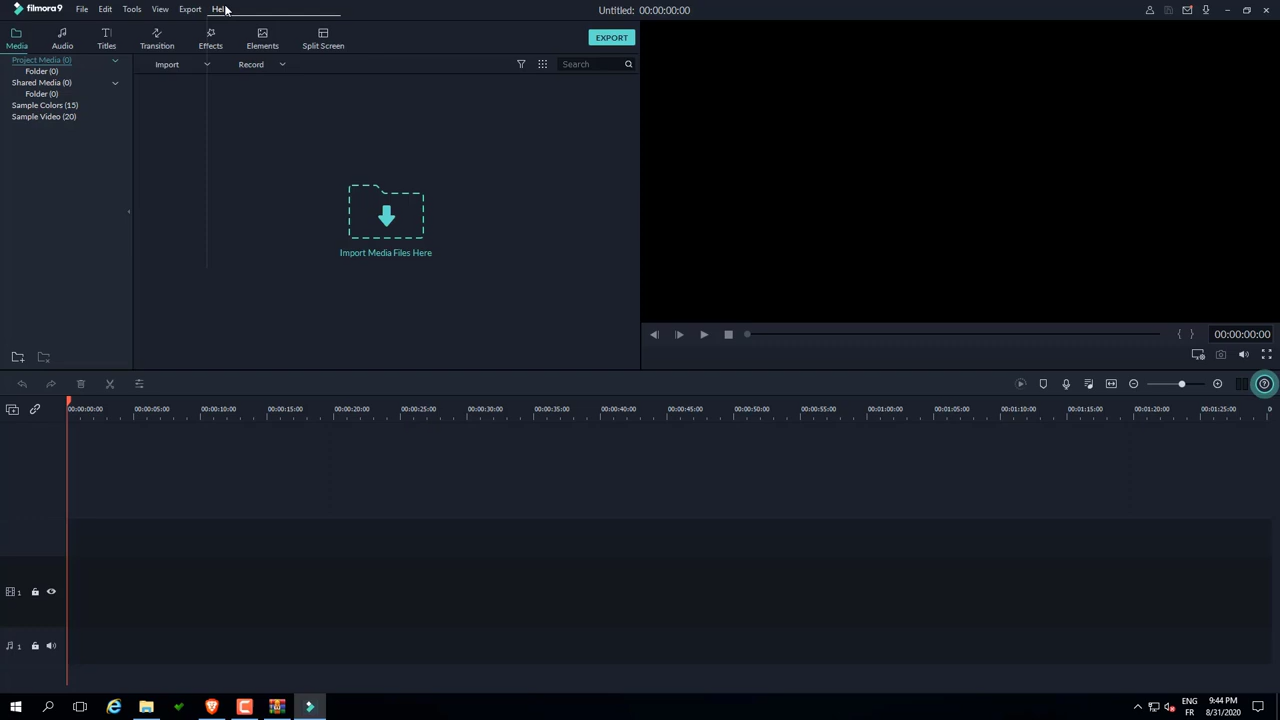 filmora9 File Edit Tools View Export Hel Untitled: 00:00:00:00
Media Audio Titles Transition Effects Elements Split Screen EXPORT
Project Media (0) Import Record Search
Folder (0)
Shared Media (0)
Folder (0)
Sample Colors (15)
Sample Video (20)
Import Media Files Here
00:00:00:00
00:00:00:00 00:00:05:00 00:00:10:00 00:00:15:00 00:00:20:00 00:00:25:00 00:00:30:00 00:00:35:00 00:00:40:00 00:00:45:00 00:00:50:00 00:00:55:00 00:01:00:00 00:01:05:00 00:01:10:00 00:01:15:00 00:01:20:00 00:01:25:00 0
1
1
ENG 9:44 PM
FR 8/31/2020